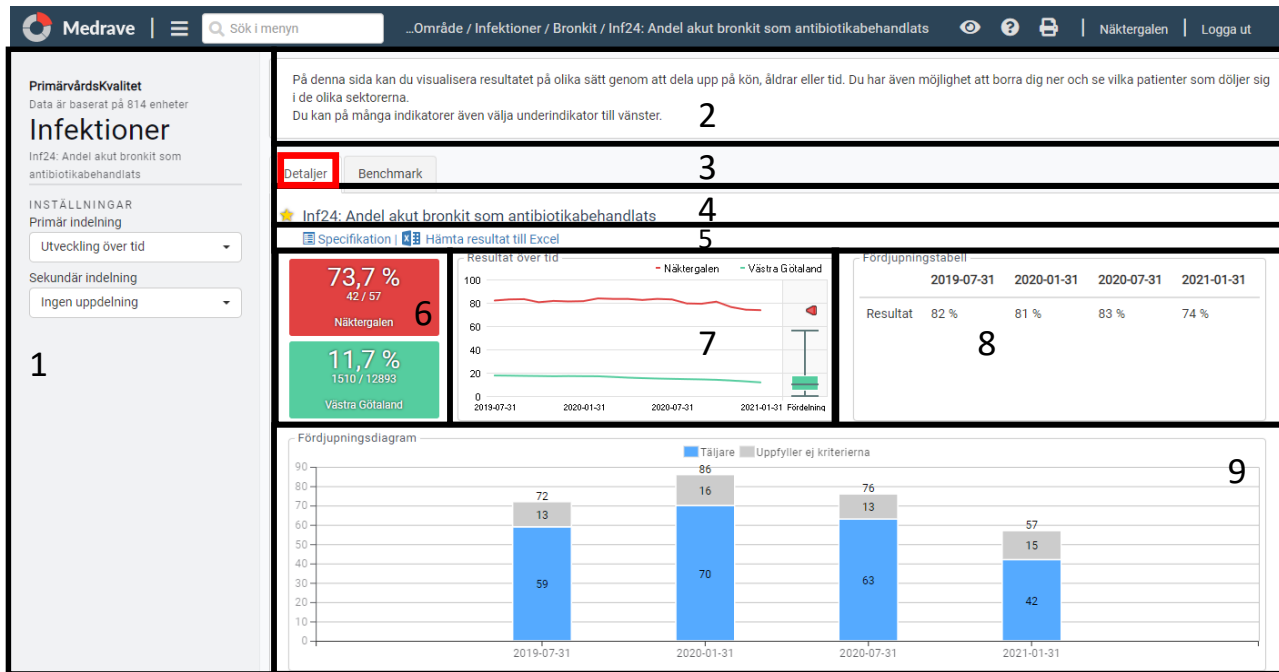 Medrave
Sök i menyn
...Område / Infektioner / Bronkit / Inf24: Andel akut bronkit som antibiotikabehandlats
Näktergalen
Logga ut
PrimärvårdsKvalitet
Data är baserat på 814 enheter
Infektioner
Inf24: Andel akut bronkit som
antibiotikabehandlats
INSTÄLLNINGAR
Primär indelning
Utveckling över tid
Sekundär indelning
Ingen uppdelning
1
På denna sida kan du visualisera resultatet på olika sätt genom att dela upp på kön, åldrar eller tid. Du har även möjlighet att borra dig ner och se vilka patienter som döljer sig
i de olika sektorerna.
Du kan på många indikatorer även välja underindikator till vänster.
2
Detaljer
Benchmark
3
Inf24: Andel akut bronkit som antibiotikabehandlats
4
Specifikation | Hämta resultat till Excel
5
73,7 %
42 / 57
Näktergalen
6
11,7 %
1510 / 12893
Västra Götaland
Resultat över tid
Näktergalen
Västra Götaland
100
80
60
40
20
0
2019-07-31
2020-01-31
2020-07-31
2021-01-31
Fördelning
7
Fördjupningstabell
2019-07-31 2020-01-31 2020-07-31 2021-01-31
Resultat 82 % 81 % 83 % 74 %
8
Fördjupningsdiagram
Täljare
Uppfyller ej kriterierna
9
90
80
70
60
50
40
30
20
10
0
72
13
59
86
16
70
76
13
63
57
15
42
2019-07-31
2020-01-31
2020-07-31
2021-01-31